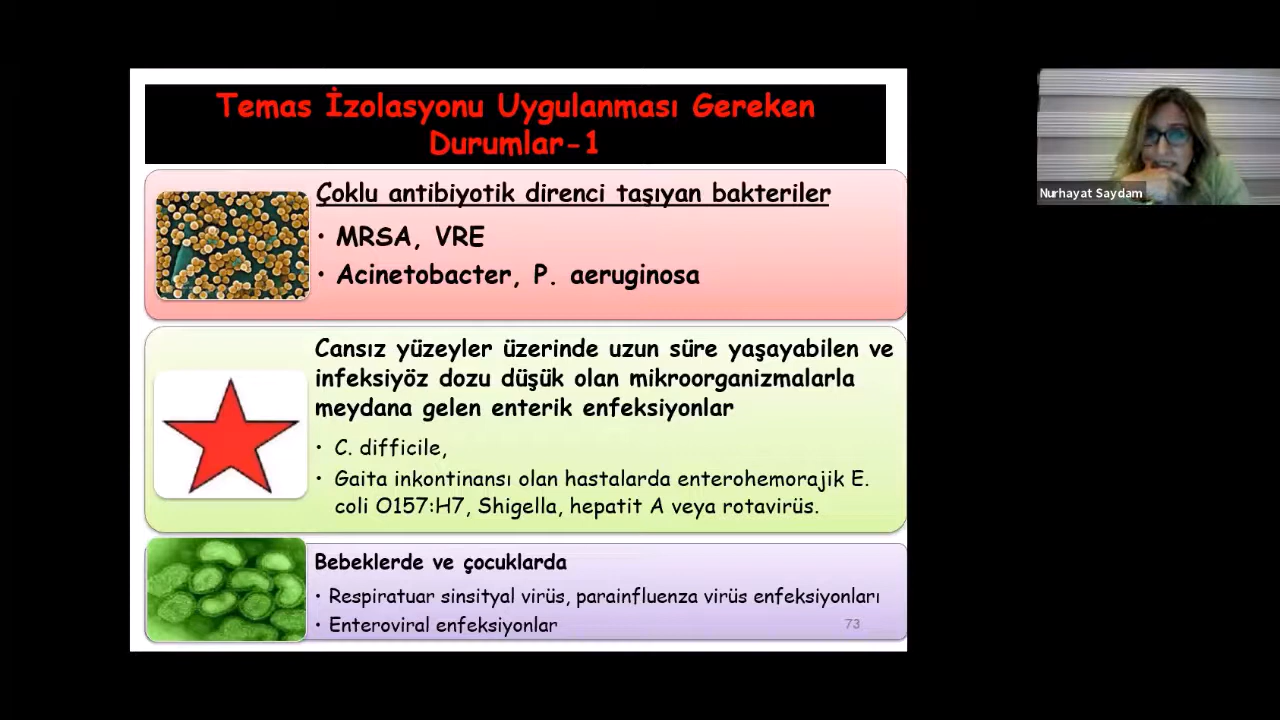 Temas İzolasyonu Uygulanması Gereken
Durumlar-1
Çoklu antibiyotik direnci taşıyan bakteriler
• MRSA, VRE
• Acinetobacter, P. aeruginosa
Cansız yüzeyler üzerinde uzun süre yaşayabilen ve
infeksiyöz dozu düşük olan mikroorganizmalarla
meydana gelen enterik enfeksiyonlar
• C. difficile,
• Gaita inkontinansı olan hastalarda enterohemorajik E.
coli O157:H7, Shigella, hepatit A veya rotavirüs.
Bebeklerde ve çocuklarda
• Respiratuar sinsityal virüs, parainfluenza virüs enfeksiyonları
• Enteroviral enfeksiyonlar
73
Nurhayat Saydam